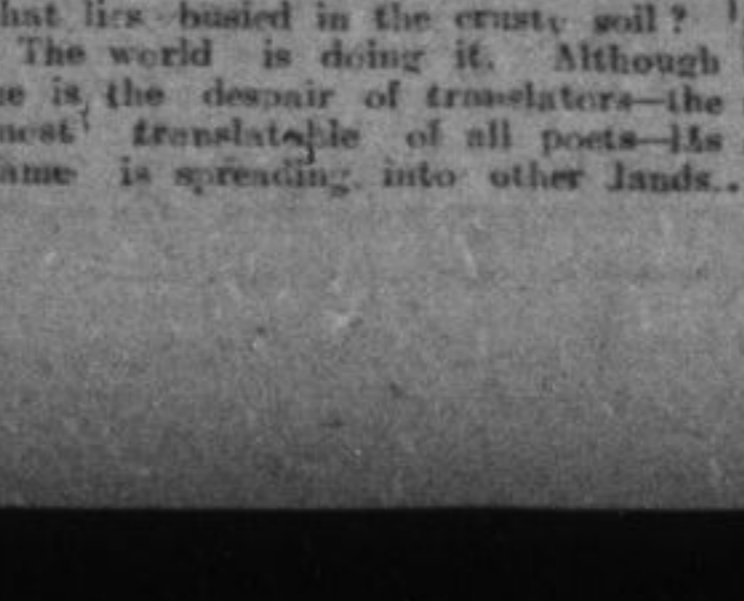 hat lies busied in the crusty soil?
The world is doing it. Although
e is the despair of translators—the
most translatable of all poets—his
ame is spreading into other lands.